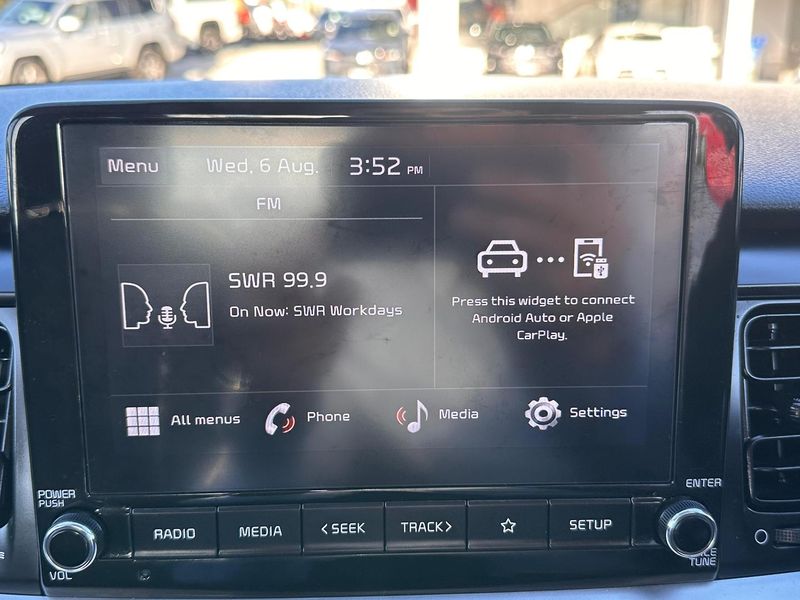 Menu Wed, 6 Aug. 3:52 PM
FM
SWR 99.9
On Now: SWR Workdays
Press this widget to connect
Android Auto or Apple
CarPlay.
All menus Phone Media Settings
POWER
PUSH
VOL
RADIO MEDIA <SEEK TRACK> SETUP
ENTER
TUNE